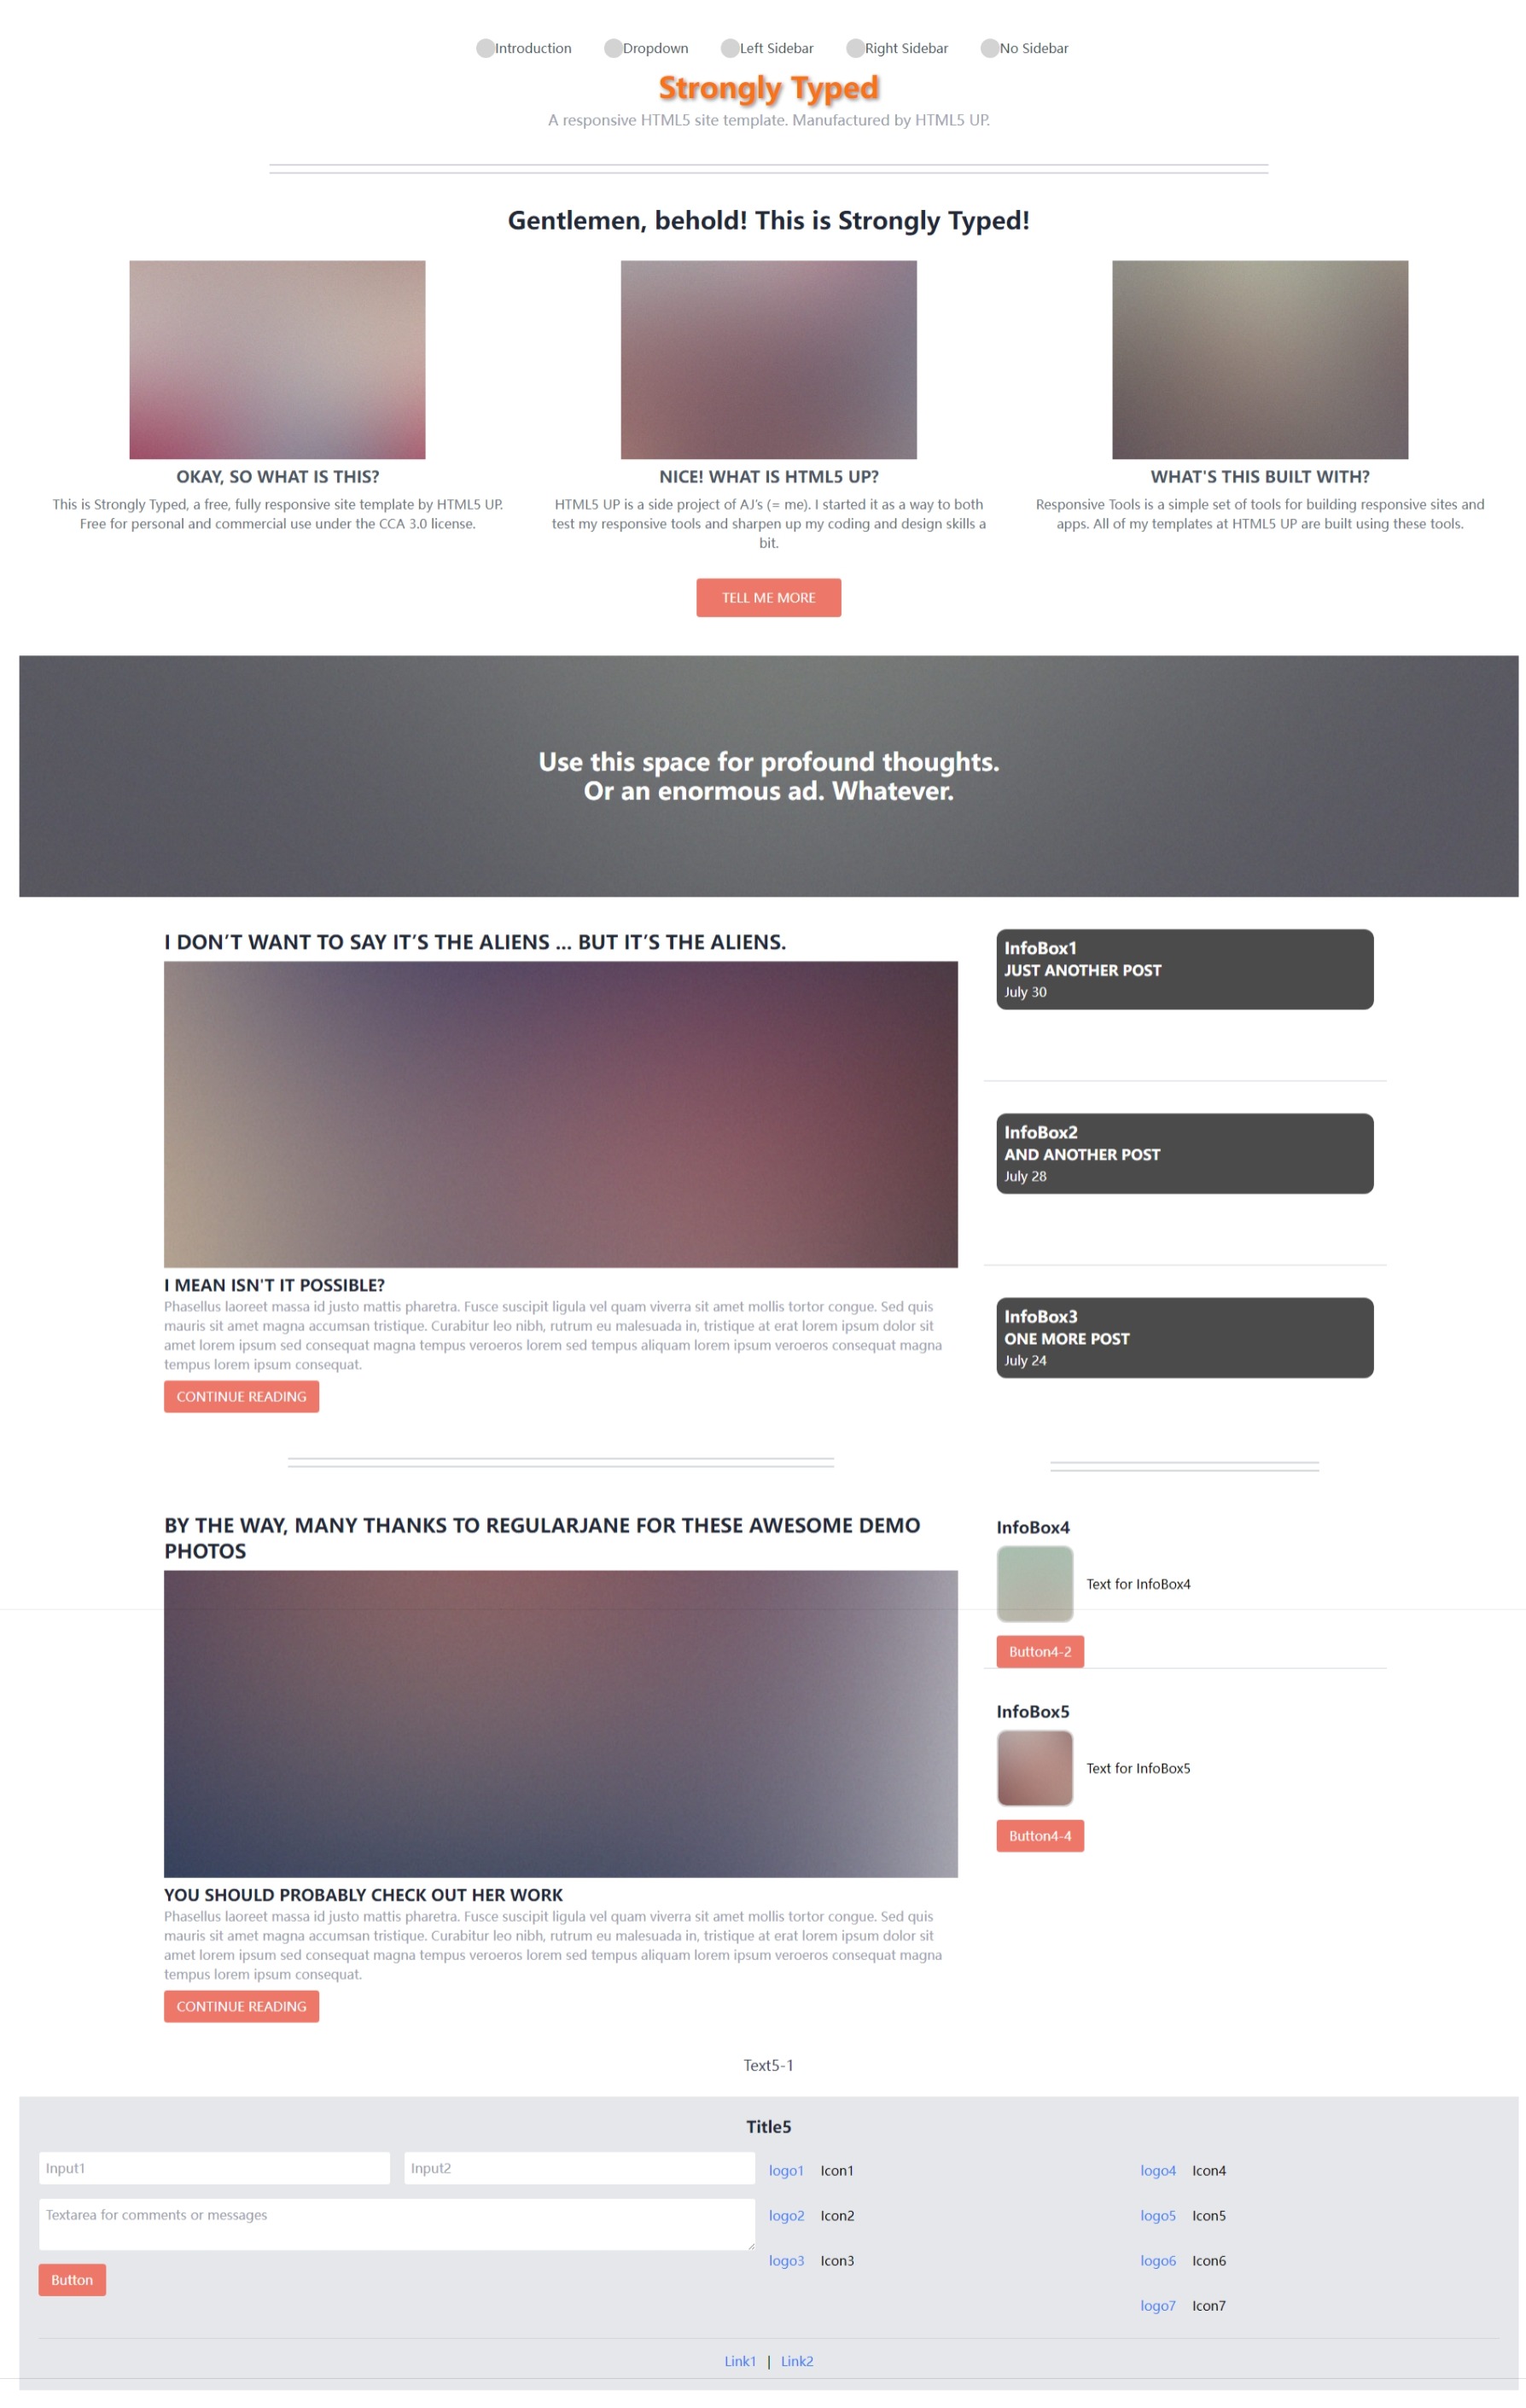 Introduction Dropdown Left Sidebar Right Sidebar No Sidebar
Strongly Typed
A responsive HTML5 site template. Manufactured by HTML5 UP.
Gentlemen, behold! This is Strongly Typed!
OKAY, SO WHAT IS THIS?
This is Strongly Typed, a free, fully responsive site template by HTML5 UP.
Free for personal and commercial use under the CCA 3.0 license.
NICE! WHAT IS HTML5 UP?
HTML5 UP is a side project of AJ's (= me). I started it as a way to both
test my responsive tools and sharpen up my coding and design skills a
bit.
WHAT'S THIS BUILT WITH?
Responsive Tools is a simple set of tools for building responsive sites and
apps. All of my templates at HTML5 UP are built using these tools.
TELL ME MORE
Use this space for profound thoughts.
Or an enormous ad. Whatever.
I DON’T WANT TO SAY IT’S THE ALIENS ... BUT IT’S THE ALIENS.
I MEAN ISN'T IT POSSIBLE?
Phasellus laoreet massa id justo mattis pharetra. Fusce suscipit ligula vel quam viverra sit amet mollis tortor congue. Sed quis
mauris sit amet magna accumsan tristique. Curabitur leo nibh, rutrum eu malesuada in, tristique at erat lorem ipsum dolor sit
amet lorem ipsum sed consequat magna tempus veroeros lorem sed tempus aliquam lorem ipsum veroeros consequat magna
tempus lorem ipsum consequat.
CONTINUE READING
InfoBox1
JUST ANOTHER POST
July 30
InfoBox2
AND ANOTHER POST
July 28
InfoBox3
ONE MORE POST
July 24
BY THE WAY, MANY THANKS TO REGULARJANE FOR THESE AWESOME DEMO
PHOTOS
YOU SHOULD PROBABLY CHECK OUT HER WORK
Phasellus laoreet massa id justo mattis pharetra. Fusce suscipit ligula vel quam viverra sit amet mollis tortor congue. Sed quis
mauris sit amet magna accumsan tristique. Curabitur leo nibh, rutrum eu malesuada in, tristique at erat lorem ipsum dolor sit
amet lorem ipsum sed consequat magna tempus veroeros lorem sed tempus aliquam lorem ipsum veroeros consequat magna
tempus lorem ipsum consequat.
CONTINUE READING
InfoBox4
Text for InfoBox4
Button4-2
InfoBox5
Text for InfoBox5
Button4-4
Text5-1
Title5
Input1
Input2
Textarea for comments or messages
Button
logo1 Icon1
logo2 Icon2
logo3 Icon3
logo4 Icon4
logo5 Icon5
logo6 Icon6
logo7 Icon7
Link1 | Link2